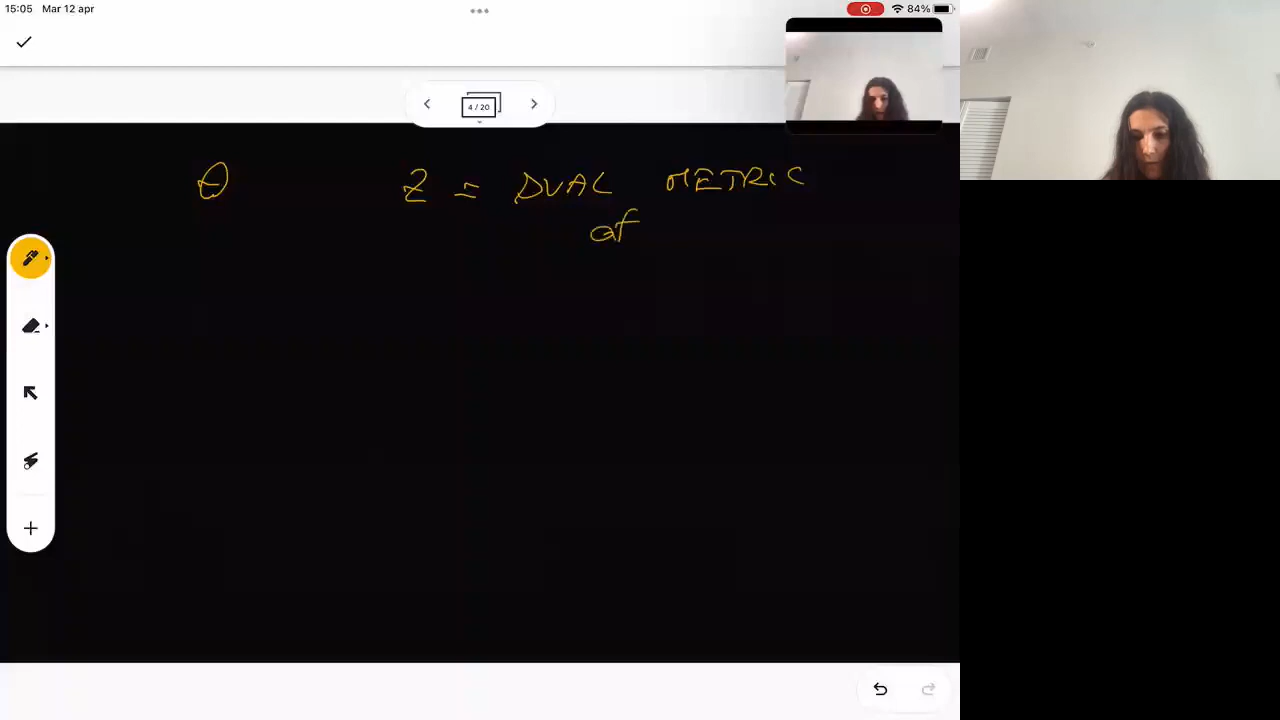 15:05 Mar 12 apr
84%
4 / 20
Θ Z = DUAL METRIC
of